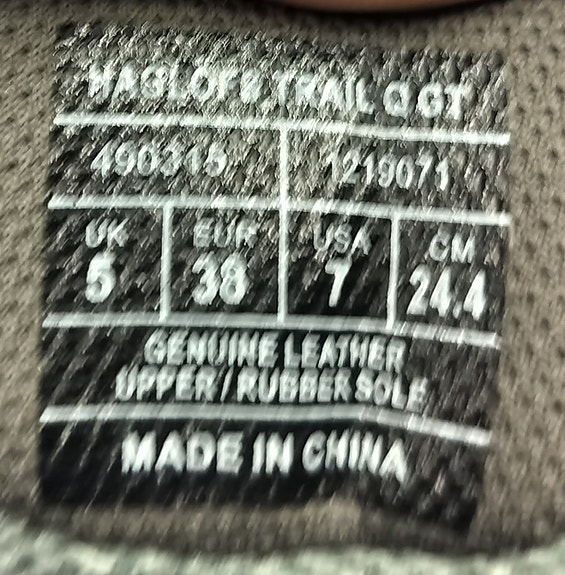 HAGLÖFS TRAIL Q GT
490315 1219071
UK EUR USA CM
5 38 7 24.4
GENUINE LEATHER
UPPER / RUBBER SOLE
MADE IN CHINA